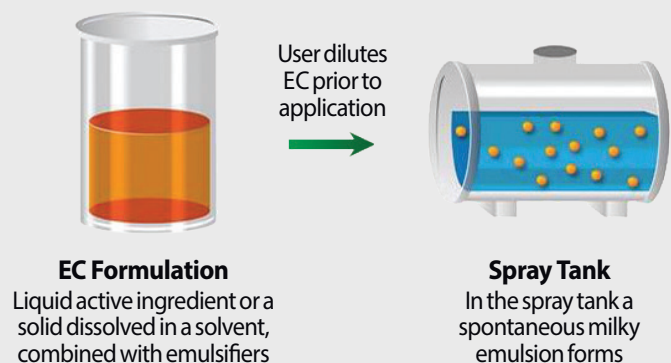 User dilutes
EC prior to
application
EC Formulation
Liquid active ingredient or a
solid dissolved in a solvent,
combined with emulsifiers
Spray Tank
In the spray tank a
spontaneous milky
emulsion forms